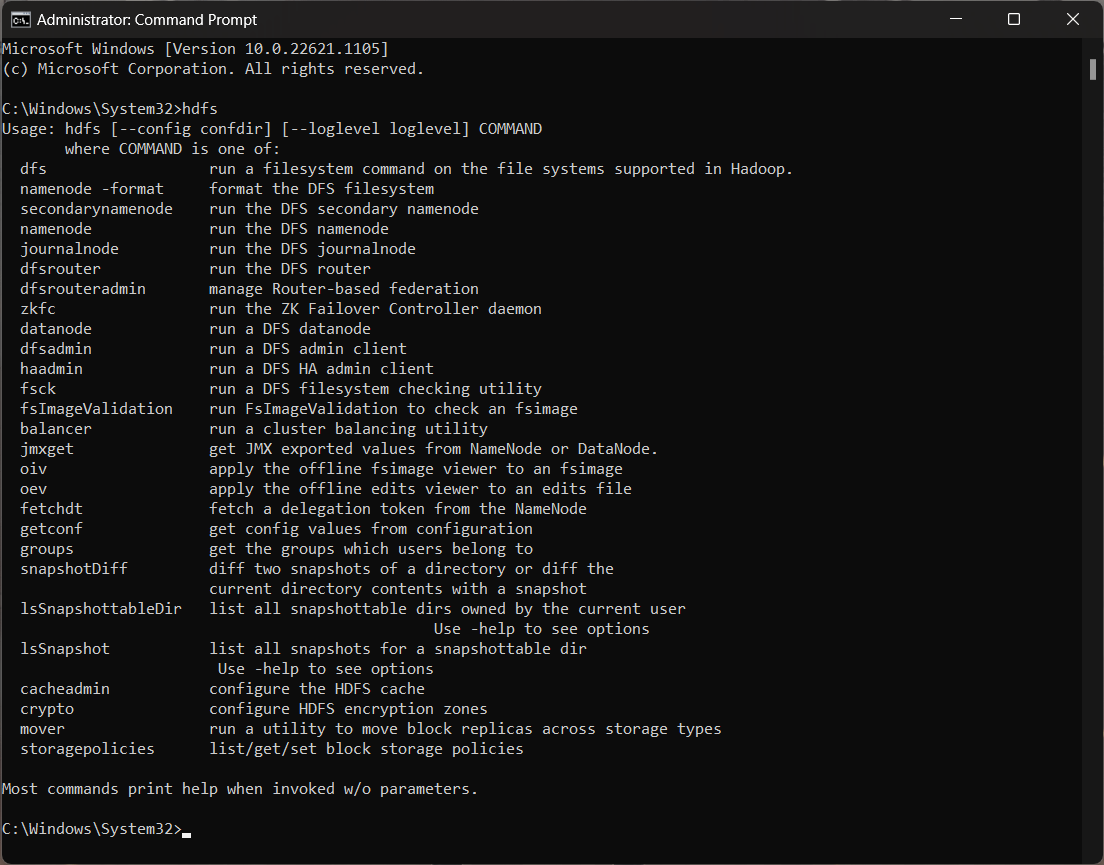 Administrator: Command Prompt
Microsoft Windows [Version 10.0.22621.1105]
(c) Microsoft Corporation. All rights reserved.

C:\Windows\System32>hdfs
Usage: hdfs [--config confdir] [--loglevel loglevel] COMMAND
       where COMMAND is one of:
  dfs                  run a filesystem command on the file systems supported in Hadoop.
  namenode -format     format the DFS filesystem
  secondarynamenode    run the DFS secondary namenode
  namenode             run the DFS namenode
  journalnode          run the DFS journalnode
  dfsrouter            run the DFS router
  dfsrouteradmin       manage Router-based federation
  zkfc                 run the ZK Failover Controller daemon
  datanode             run a DFS datanode
  dfsadmin             run a DFS admin client
  haadmin              run a DFS HA admin client
  fsck                 run a DFS filesystem checking utility
  fsImageValidation    run FsImageValidation to check an fsimage
  balancer             run a cluster balancing utility
  jmxget               get JMX exported values from NameNode or DataNode.
  oiv                  apply the offline fsimage viewer to an fsimage
  oev                  apply the offline edits viewer to an edits file
  fetchdt              fetch a delegation token from the NameNode
  getconf              get config values from configuration
  groups               get the groups which users belong to
  snapshotDiff         diff two snapshots of a directory or diff the
                       current directory contents with a snapshot
  lsSnapshottableDir   list all snapshottable dirs owned by the current user
                                                Use -help to see options
  lsSnapshot           list all snapshots for a snapshottable dir
                        Use -help to see options
  cacheadmin           configure the HDFS cache
  crypto               configure HDFS encryption zones
  mover                run a utility to move block replicas across storage types
  storagepolicies      list/get/set block storage policies

Most commands print help when invoked w/o parameters.

C:\Windows\System32>